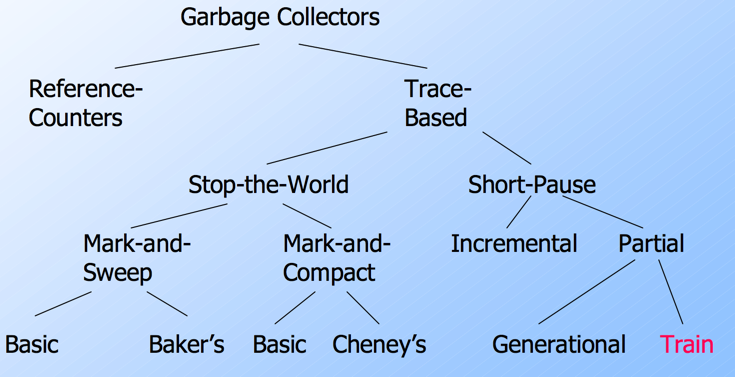 Garbage Collectors
Reference-
Counters
Trace-
Based
Stop-the-World
Short-Pause
Mark-and-
Sweep
Mark-and-
Compact
Incremental
Partial
Basic
Baker's
Basic
Cheney's
Generational
Train